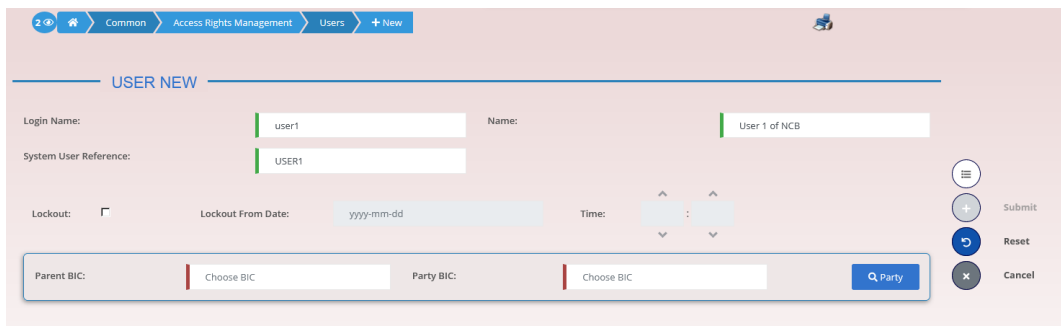 2 Common Access Rights Management Users + New
USER NEW
Login Name: user1 Name: User 1 of NCB
System User Reference: USER1
Lockout: Lockout From Date: yyyy-mm-dd Time: :
Submit
Reset
Parent BIC: Choose BIC Party BIC: Choose BIC Party
Cancel